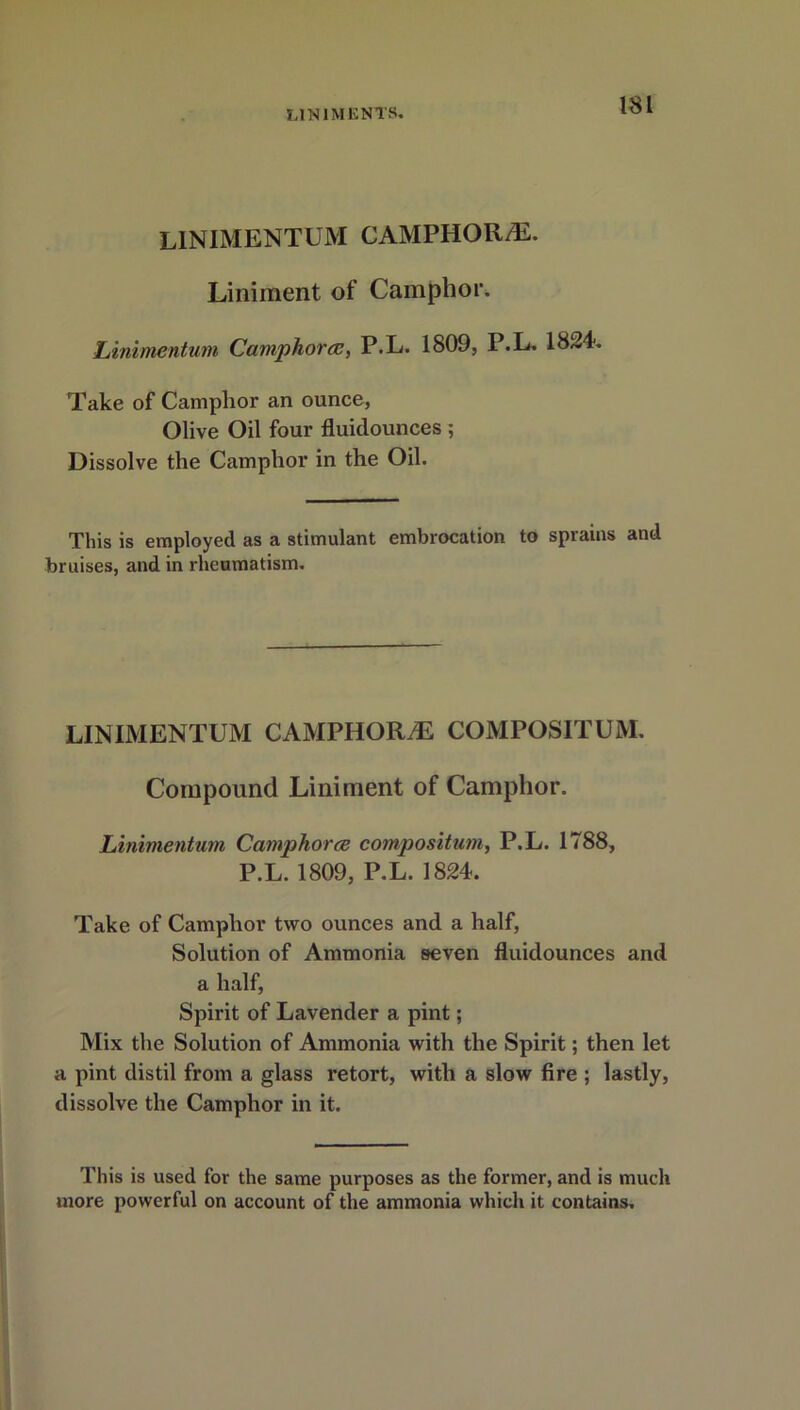 LINIMENTS.
181
LINIMENTUM CAMPHORÆ.
Liniment of Camphor.
Linimentum Camphoræ, P.L. 1809, P.L. 1824.
Take of Camphor an ounce,
Olive Oil four fluidounces ;
Dissolve the Camphor in the Oil.
This is employed as a stimulant embrocation to sprains and
bruises, and in rheumatism.
LINIMENTUM CAMPHORÆ COMPOSITUM.
Compound Liniment of Camphor.
Linimentum Camphoræ compositum, P.L. 1788,
P.L. 1809, P.L. 1824.
Take of Camphor two ounces and a half,
Solution of Ammonia seven fluidounces and
a half,
Spirit of Lavender a pint ;
Mix the Solution of Ammonia with the Spirit ; then let
a pint distil from a glass retort, with a slow fire ; lastly,
dissolve the Camphor in it.
This is used for the same purposes as the former, and is much
more powerful on account of the ammonia which it contains.